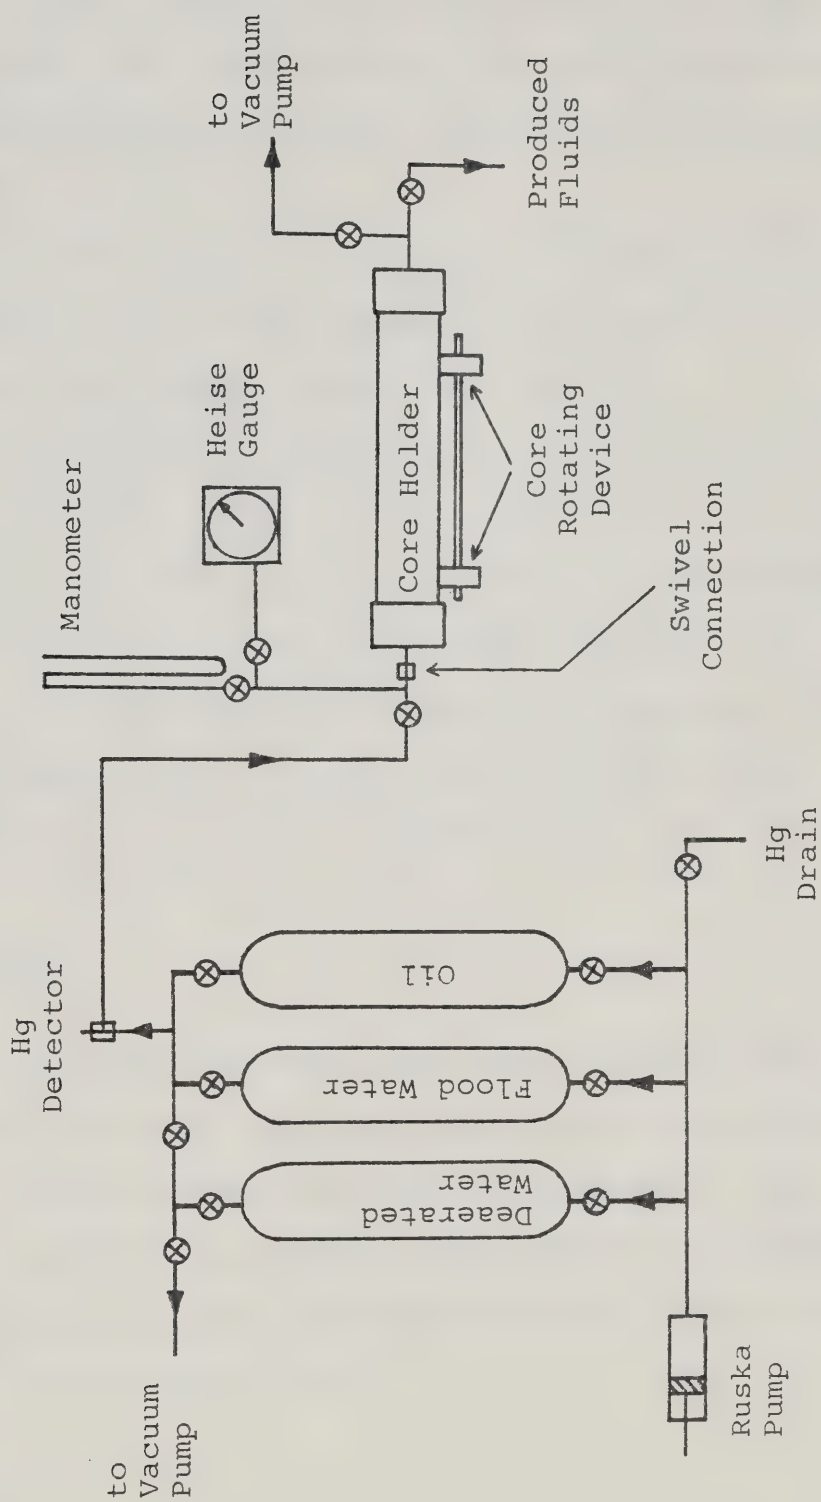 to
Vacuum
Pump
Hg
Detector
Manometer
Heise
Gauge
to
Vacuum
Pump
Deaerated
Water
Flood Water
Oil
Core Holder
Ruska
Pump
Hg
Drain
Swivel
Connection
Core
Rotating
Device
Produced
Fluids